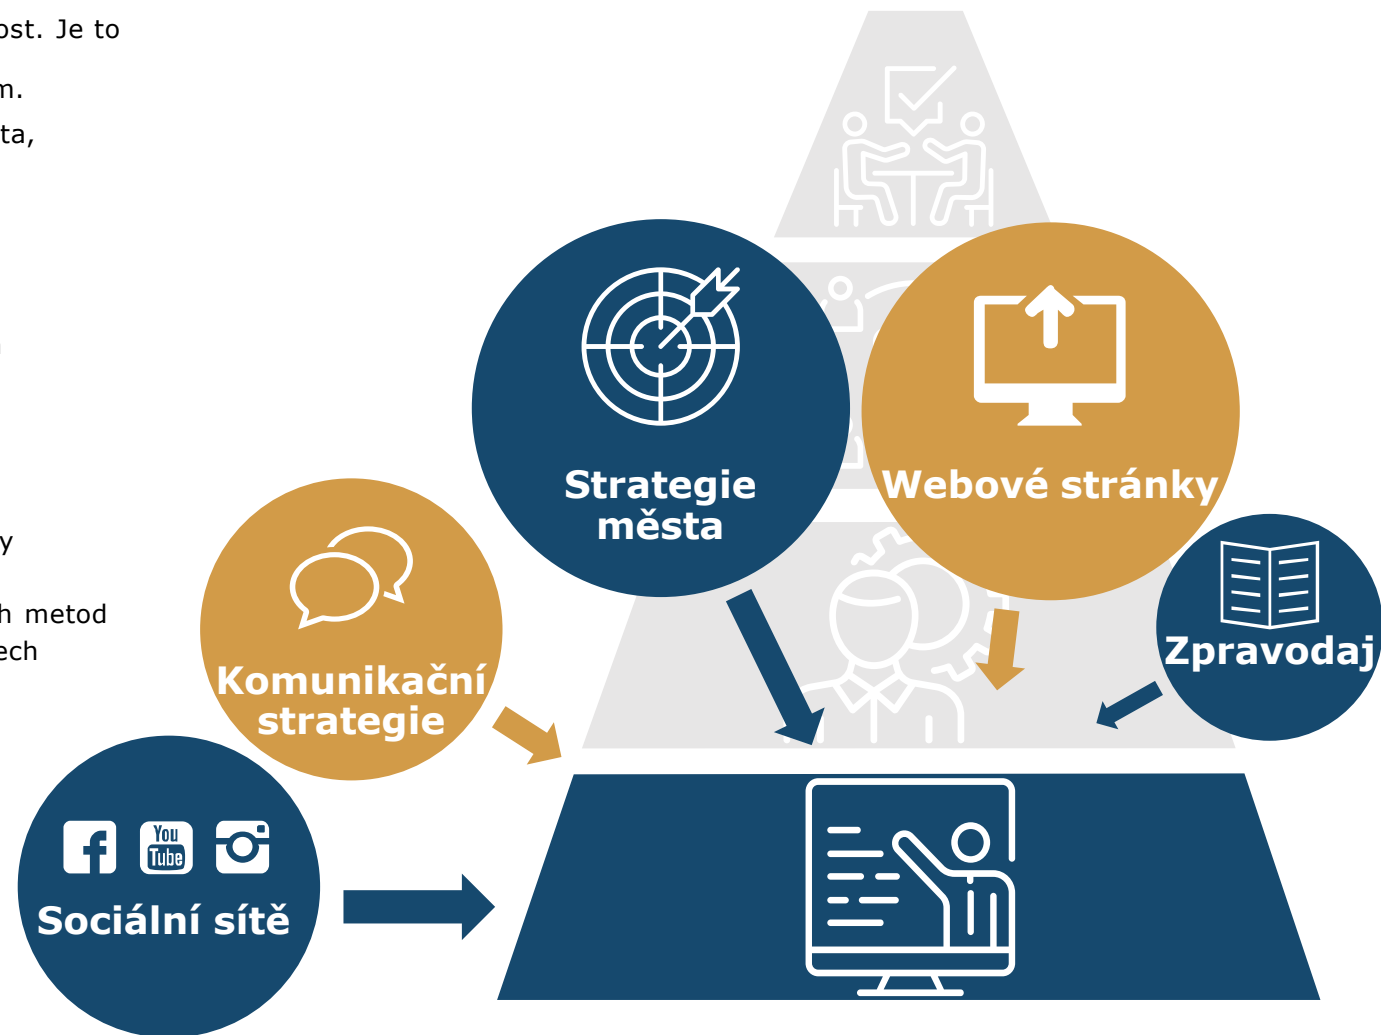 ost. Je to
m.
ta,
y
h metod
ech
Strategie
města
Webové stránky
Zpravodaj
Komunikační
strategie
You
Tube
Sociální sítě